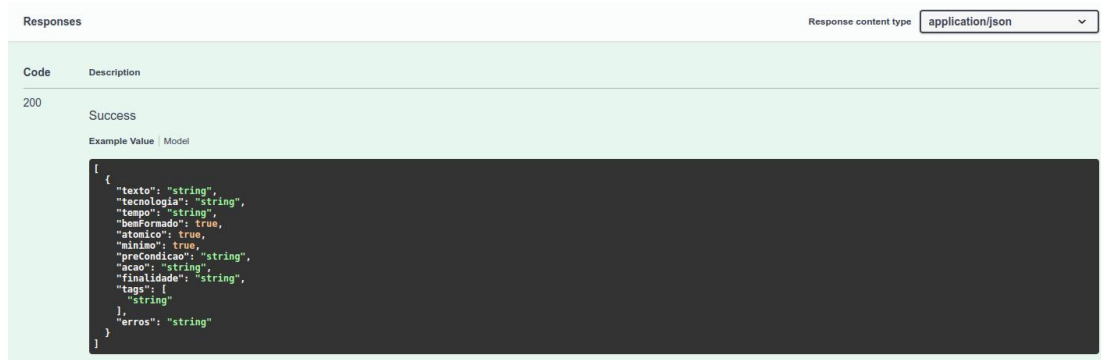 Responses
Response content type application/json
Code Description
200
Success
Example Value Model
[
  {
    "texto": "string",
    "tecnologia": "string",
    "tempo": "string",
    "bemFormado": true,
    "atomico": true,
    "minimo": true,
    "preCondicao": "string",
    "acao": "string",
    "finalidade": "string",
    "tags": [
      "string"
    ],
    "erros": "string"
  }
]